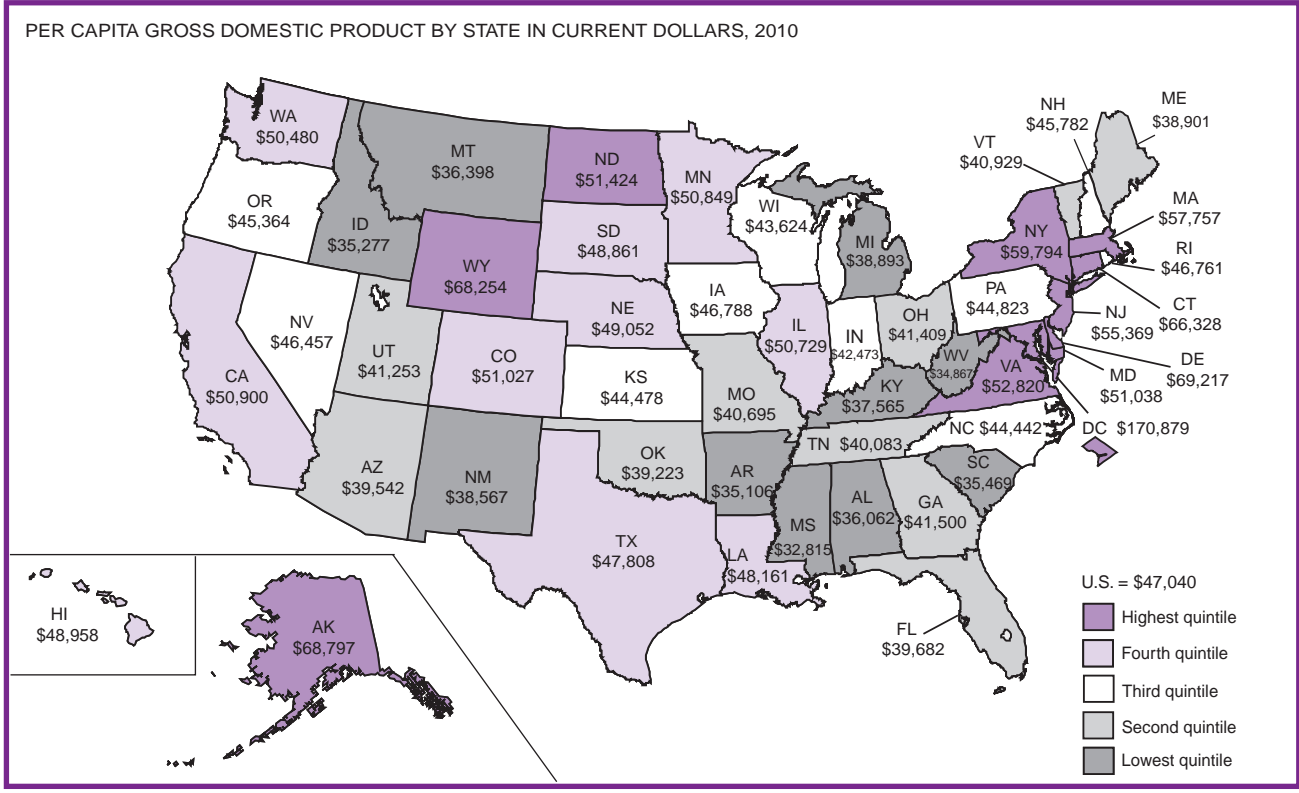 PER CAPITA GROSS DOMESTIC PRODUCT BY STATE IN CURRENT DOLLARS, 2010
WA
$50,480
MT
$36,398
ND
$51,424
MN
$50,849
OR
$45,364
ID
$35,277
WY
$68,254
SD
$48,861
WI
$43,624
MI
$38,893
NH
$45,782
ME
$38,901
VT
$40,929
NY
$59,794
MA
$57,757
RI
$46,761
CT
$66,328
NJ
$55,369
DE
$69,217
MD
$51,038
DC $170,879
PA
$44,823
NV
$46,457
UT
$41,253
CO
$51,027
NE
$49,052
IA
$46,788
IL
$50,729
IN
$42,473
OH
$41,409
WV
$34,867
VA
$52,820
CA
$50,900
KS
$44,478
MO
$40,695
KY
$37,565
NC $44,442
TN $40,083
AZ
$39,542
NM
$38,567
OK
$39,223
AR
$35,106
SC
$35,469
MS
$32,815
AL
$36,062
GA
$41,500
TX
$47,808
LA
$48,161
FL
$39,682
HI
$48,958
AK
$68,797
U.S. = $47,040
Highest quintile
Fourth quintile
Third quintile
Second quintile
Lowest quintile